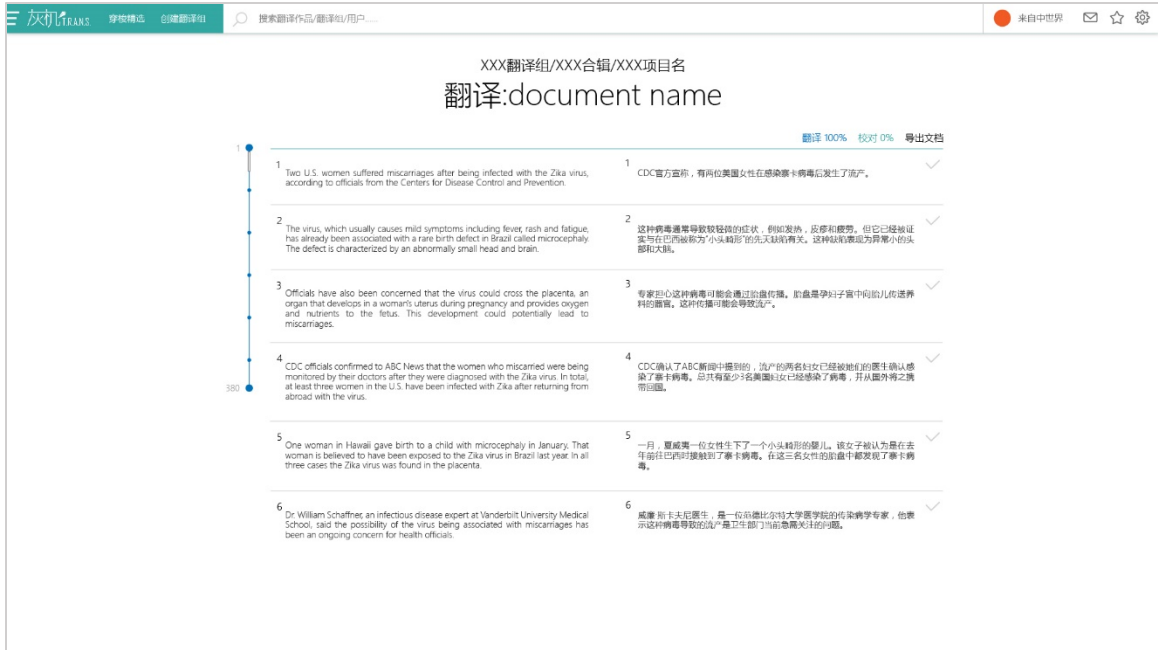 灰机TRANS 穿梭精选 创建翻译组 搜索翻译作品/翻译组/用户...... 来自中世界
XXX翻译组/XXX合辑/XXX项目名
翻译:document name
翻译 100% 校对 0% 导出文档
1
380
1
Two U.S. women suffered miscarriages after being infected with the Zika virus,
according to officials from the Centers for Disease Control and Prevention.
1
CDC官方宣称，有两位美国女性在感染寨卡病毒后发生了流产。
2
The virus, which usually causes mild symptoms including fever, rash and fatigue,
has already been associated with a rare birth defect in Brazil called microcephaly.
The defect is characterized by an abnormally small head and brain.
2
这种病毒通常导致较轻微的症状，例如发热，皮疹和疲劳。但它已经被证
实与在巴西被称为"小头畸形"的先天缺陷有关。这种缺陷表现为异常小的头
部和大脑。
3
Officials have also been concerned that the virus could cross the placenta, an
organ that develops in a woman's uterus during pregnancy and provides oxygen
and nutrients to the fetus. This development could potentially lead to
miscarriages.
3
专家担心这种病毒可能会通过胎盘传播。胎盘是孕妇子宫中向胎儿传送养
料的器官。这种传播可能会导致流产。
4
CDC officials confirmed to ABC News that the women who miscarried were being
monitored by their doctors after they were diagnosed with the Zika virus. In total,
at least three women in the U.S. have been infected with Zika after returning from
abroad with the virus.
4
CDC确认了ABC新闻中提到的，流产的两名妇女已经被她们的医生确认感
染了寨卡病毒。总共有至少3名美国妇女已经感染了病毒，并从国外将之携
带回国。
5
One woman in Hawaii gave birth to a child with microcephaly in January. That
woman is believed to have been exposed to the Zika virus in Brazil last year. In all
three cases the Zika virus was found in the placenta.
5
一月，夏威夷一位女性生下了一个小头畸形的婴儿。该女子被认为是在去
年前往巴西时接触到了寨卡病毒。在这三名女性的胎盘中都发现了寨卡病
毒。
6
Dr. William Schaffner, an infectious disease expert at Vanderbilt University Medical
School, said the possibility of the virus being associated with miscarriages has
been an ongoing concern for health officials.
6
威廉·斯卡夫尼医生，是一位范德比尔特大学医学院的传染病学专家，他表
示这种病毒导致的流产是卫生部门当前急需关注的问题。